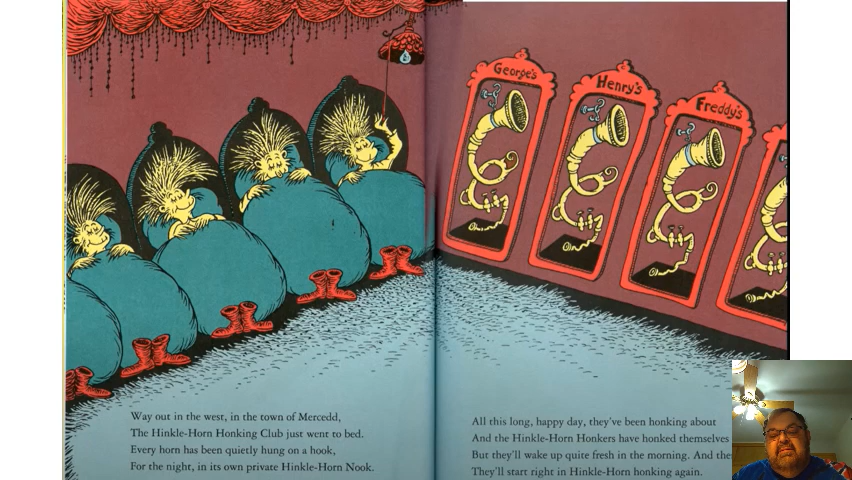 George's
Henry's
Freddy's
Way out in the west, in the town of Mercedd,
The Hinkle-Horn Honking Club just went to bed.
Every horn has been quietly hung on a hook,
For the night, in its own private Hinkle-Horn Nook.
All this long, happy day, they've been honking about
And the Hinkle-Horn Honkers have honked themselves
But they'll wake up quite fresh in the morning. And
They'll start right in Hinkle-Horn honking again.